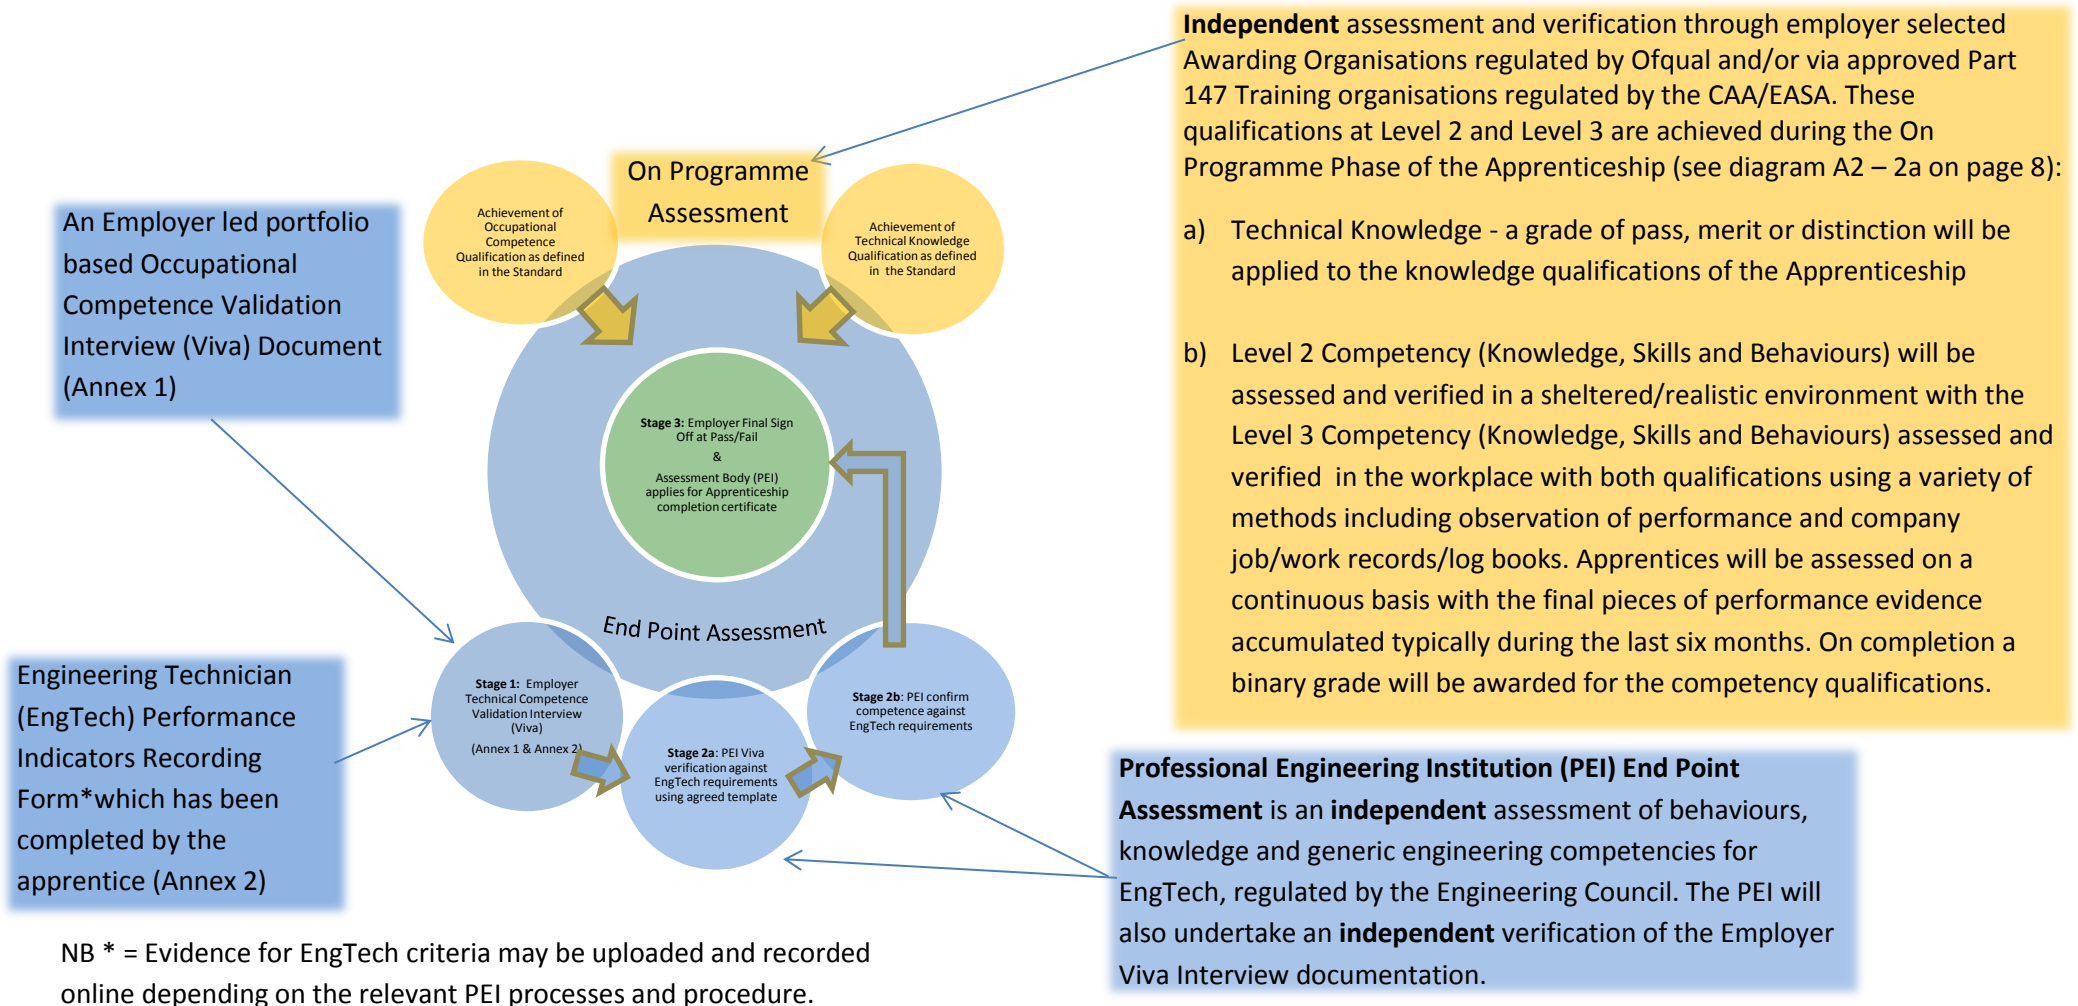 Independent assessment and verification through employer selected
Awarding Organisations regulated by Ofqual and/or via approved Part
147 Training organisations regulated by the CAA/EASA. These
qualifications at Level 2 and Level 3 are achieved during the On
Programme Phase of the Apprenticeship (see diagram A2 – 2a on page 8):
a) Technical Knowledge - a grade of pass, merit or distinction will be
applied to the knowledge qualifications of the Apprenticeship
b) Level 2 Competency (Knowledge, Skills and Behaviours) will be
assessed and verified in a sheltered/realistic environment with the
Level 3 Competency (Knowledge, Skills and Behaviours) assessed and
verified in the workplace with both qualifications using a variety of
methods including observation of performance and company
job/work records/log books. Apprentices will be assessed on a
continuous basis with the final pieces of performance evidence
accumulated typically during the last six months. On completion a
binary grade will be awarded for the competency qualifications.
On Programme
Assessment
Achievement of
Occupational
Competence
Qualification as defined
in the Standard
Achievement of
Technical Knowledge
Qualification as defined
in the Standard
An Employer led portfolio
based Occupational
Competence Validation
Interview (Viva) Document
(Annex 1)
Stage 3: Employer Final Sign
Off at Pass/Fail
&
Assessment Body (PEI)
applies for Apprenticeship
completion certificate
End Point Assessment
Engineering Technician
(EngTech) Performance
Indicators Recording
Form*which has been
completed by the
apprentice (Annex 2)
Stage 1: Employer
Technical Competence
Validation Interview
(Viva)
(Annex 1 & Annex 2)
Stage 2a: PEI Viva
verification against
EngTech requirements
using agreed template
Stage 2b: PEI confirm
competence against
EngTech requirements
Professional Engineering Institution (PEI) End Point
Assessment is an independent assessment of behaviours,
knowledge and generic engineering competencies for
EngTech, regulated by the Engineering Council. The PEI will
also undertake an independent verification of the Employer
Viva Interview documentation.
NB * = Evidence for EngTech criteria may be uploaded and recorded
online depending on the relevant PEI processes and procedure.